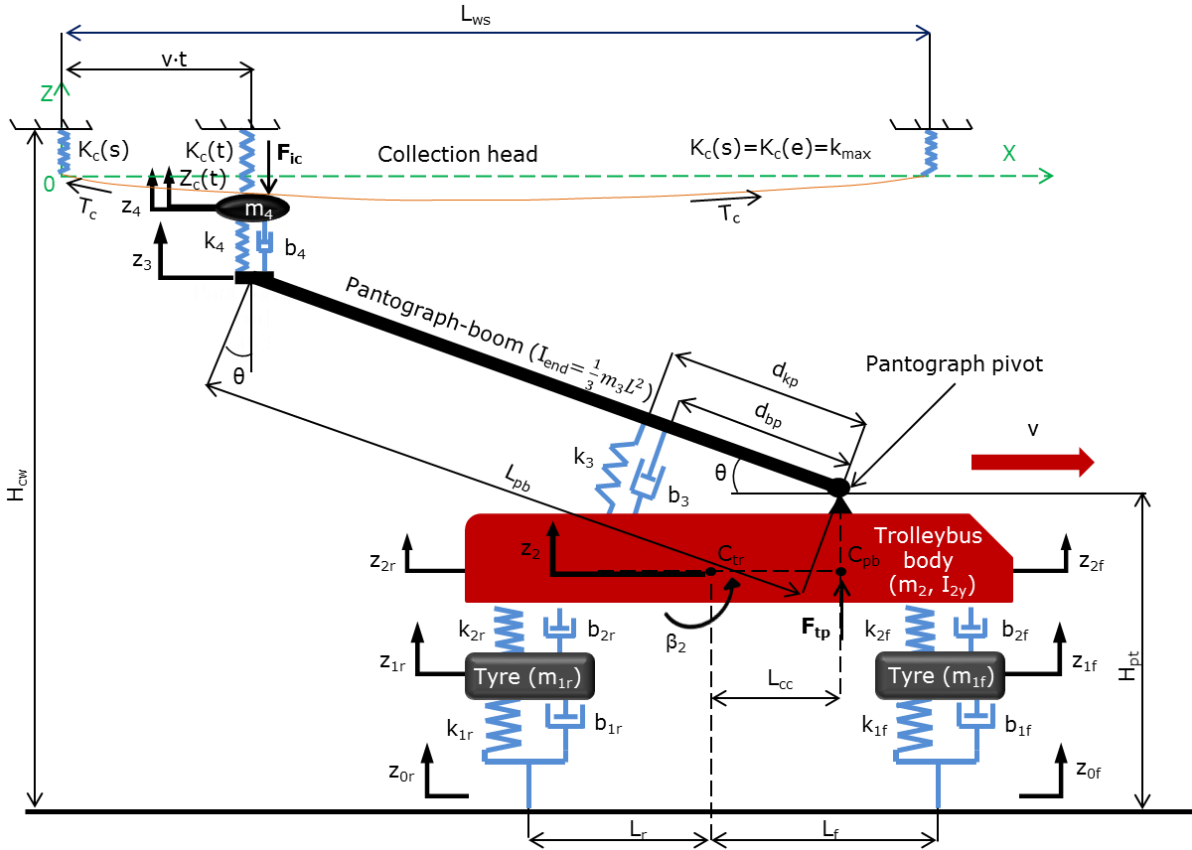 L_ws
v·t
Z
K_c(s)
K_c(t)
F_ic
Collection head
K_c(s)=K_c(e)=k_max
X
0
Z_c(t)
T_c
z_4
m_4
T_c
k_4
b_4
z_3
Pantograph-boom (I_end=\frac{1}{3}m_3L^2)
θ
d_kp
Pantograph pivot
d_bp
v
H_cw
k_3
L_pb
b_3
θ
z_2
C_tr
C_pb
Trolleybus
body
(m_2, I_2y)
z_2r
z_2f
β_2
F_tp
k_2r
b_2r
k_2f
b_2f
z_1r
Tyre (m_1r)
L_cc
Tyre (m_1f)
z_1f
H_pt
k_1r
b_1r
k_1f
b_1f
z_0r
z_0f
L_r
L_f